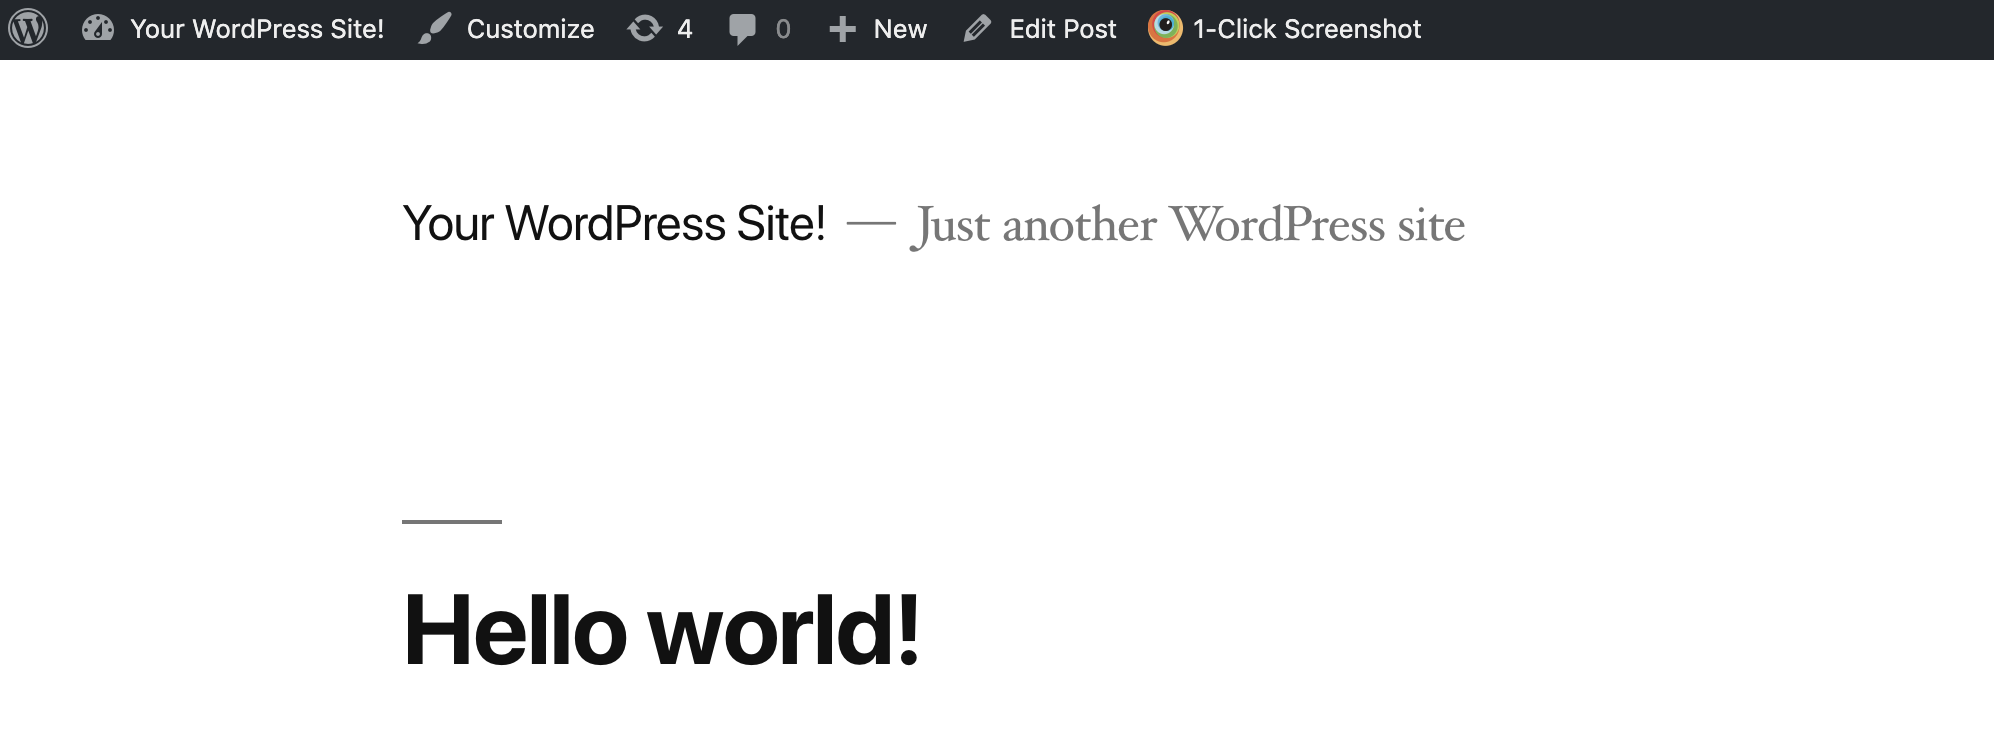 Your WordPress Site! Customize 4 0 New Edit Post 1-Click Screenshot
Your WordPress Site! — Just another WordPress site
Hello world!